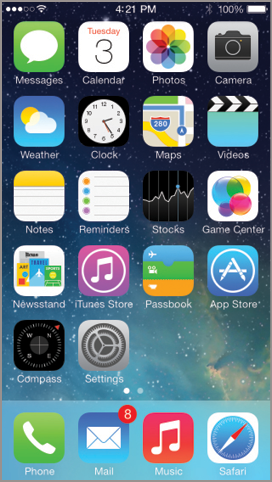 4:21 PM 100%
Tuesday
3
Messages Calendar Photos Camera
280
Weather Clock Maps Videos
Notes Reminders Stocks Game Center
Newsstand iTunes Store Passbook App Store
Compass Settings
8
Phone Mail Music Safari